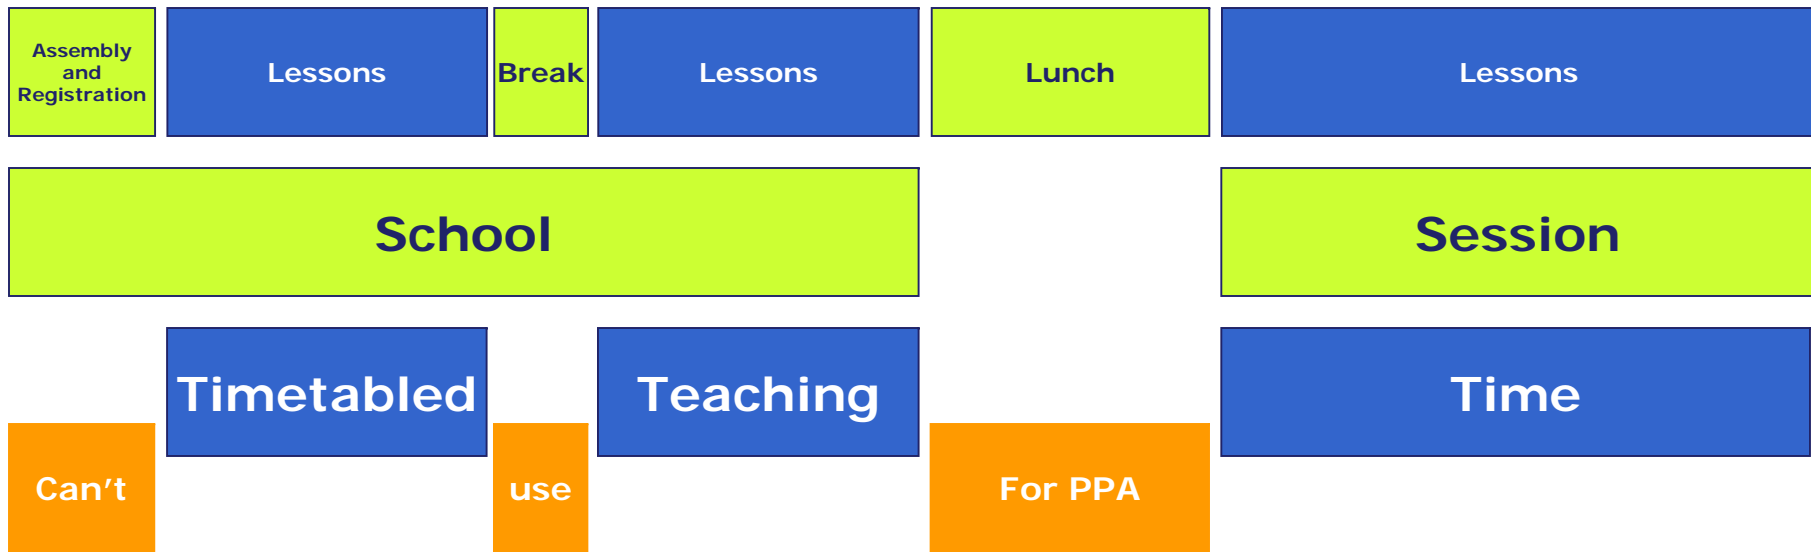 Assembly
and
Registration
Lessons
Break
Lessons
Lunch
Lessons
School
Session
Timetabled
Teaching
Time
Can’t
use
For PPA